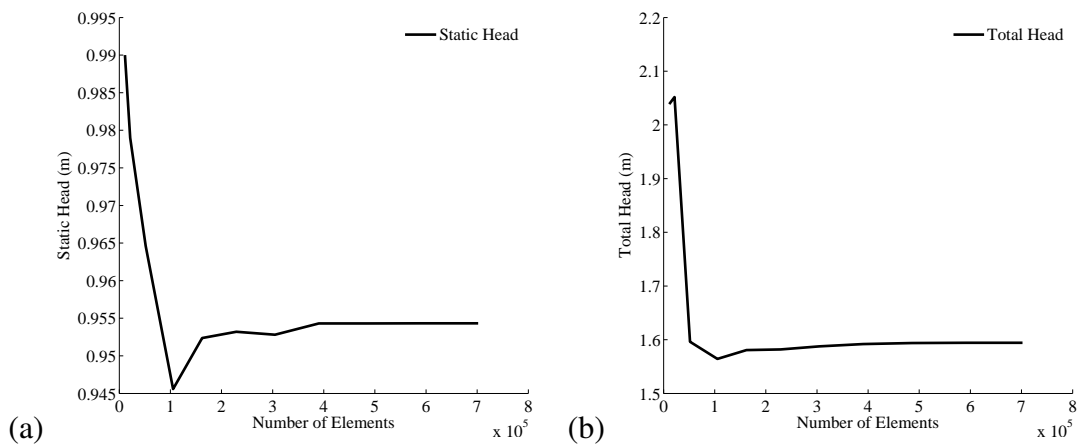 0.995
0.99
0.985
0.98
0.975
0.97
0.965
0.96
0.955
0.95
0.945
Static Head (m)
Static Head
0 1 2 3 4 5 6 7 8
Number of Elements
x 10^5
(a)
2.2
2.1
2
1.9
1.8
1.7
1.6
1.5
Total Head (m)
Total Head
0 1 2 3 4 5 6 7 8
Number of Elements
x 10^5
(b)